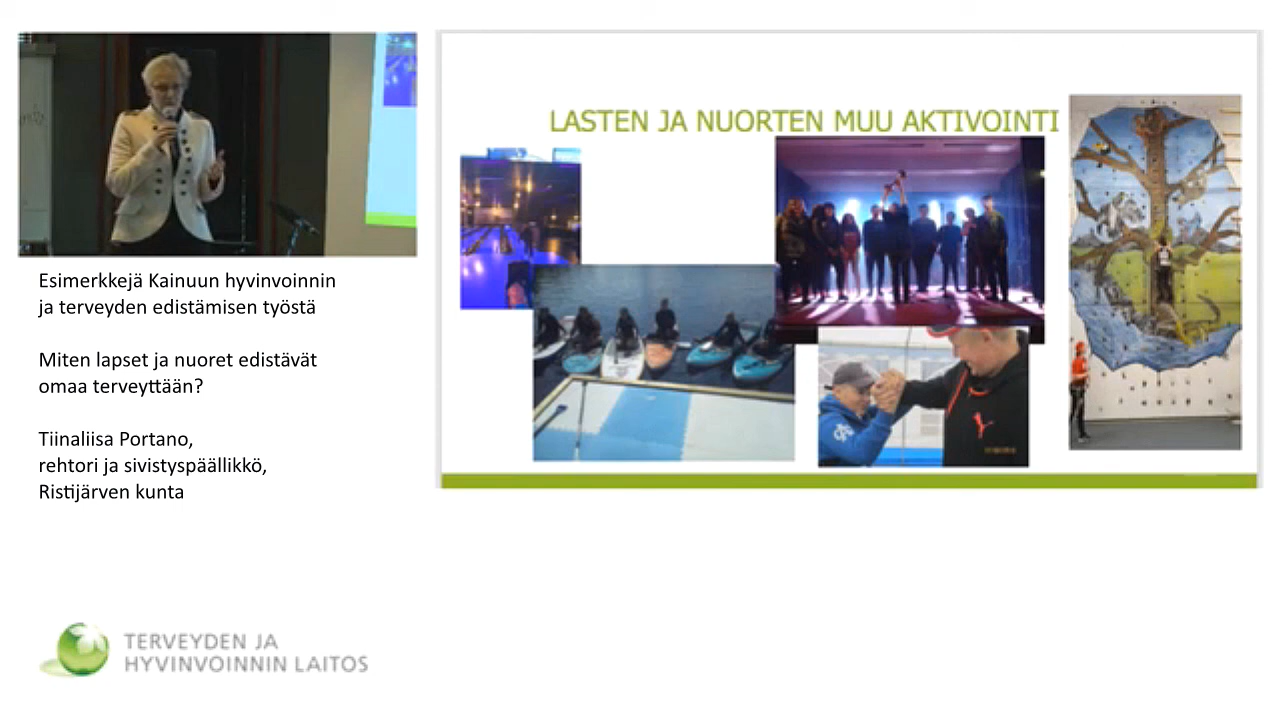 LASTEN JA NUORTEN MUU AKTIVOINTI
Esimerkkejä Kainuun hyvinvoinnin
ja terveyden edistämisen työstä
Miten lapset ja nuoret edistävät
omaa terveyttään?
Tiinaliisa Portano,
rehtori ja sivistyspäällikkö,
Ristijärven kunta
TERVEYDEN JA
HYVINVOINNIN LAITOS